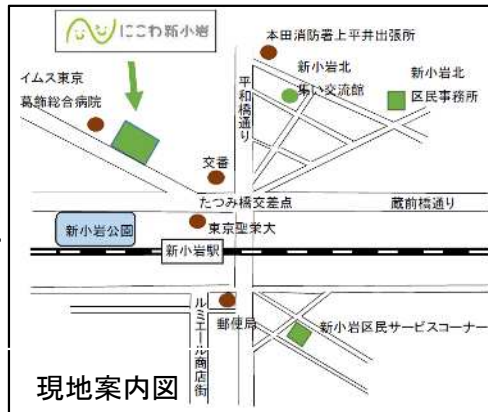 にこわ新小岩
本田消防署上平井出張所
イムス東京
葛飾総合病院
平和橋通り
新小岩北
集い交流館
新小岩北
区民事務所
交番
たつみ橋交差点
蔵前橋通り
新小岩公園
東京聖栄大
新小岩駅
ルミエール商店街
郵便局
新小岩区民サービスコーナー
現地案内図